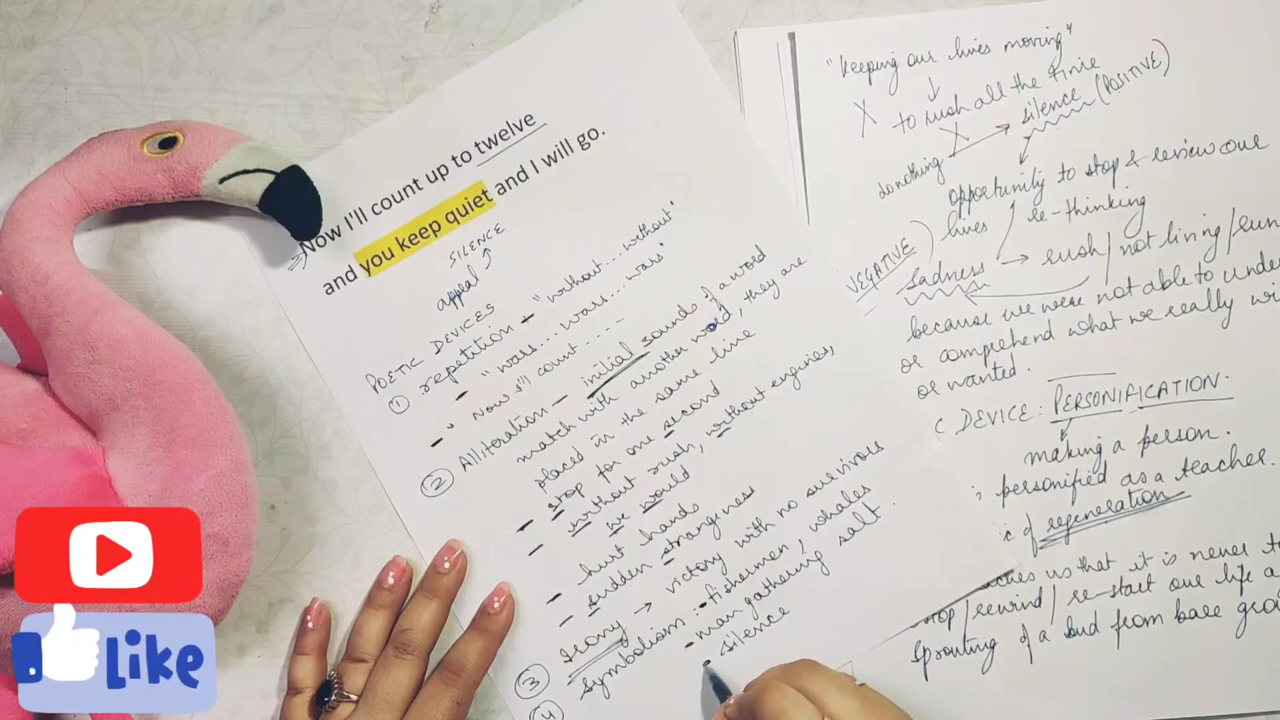 Now I'll count up to twelve
and you keep quiet and I will go.
SILENCE
appeal
POETIC DEVICES
① repetition - "without...without"
- "wars...wars...wars"
- "Now I'll count ----
② Alliteration - initial sounds of a word
match with another word, they are
placed in the same line
- stop for one second
- without rush, without engines,
we would
- hurt hands
- sudden strangeness
③ Irony → victory with no survivors
④ Symbolism :- fishermen, whales
- man gathering salt.
- silence
"Keeping our lives moving"
X to rush all the time
X silence (POSITIVE)
do nothing
opportunity to stop & review our
lives re-thinking
NEGATIVE) Sadness → rush/not living/
because we were not able to
or comprehend what we really
or wanted.
C DEVICE: PERSONIFICATION.
making a person.
personified as a teacher.
of regeneration
us that it is never
/rewind/re-start our life
Sprouting of a bud from base
Like